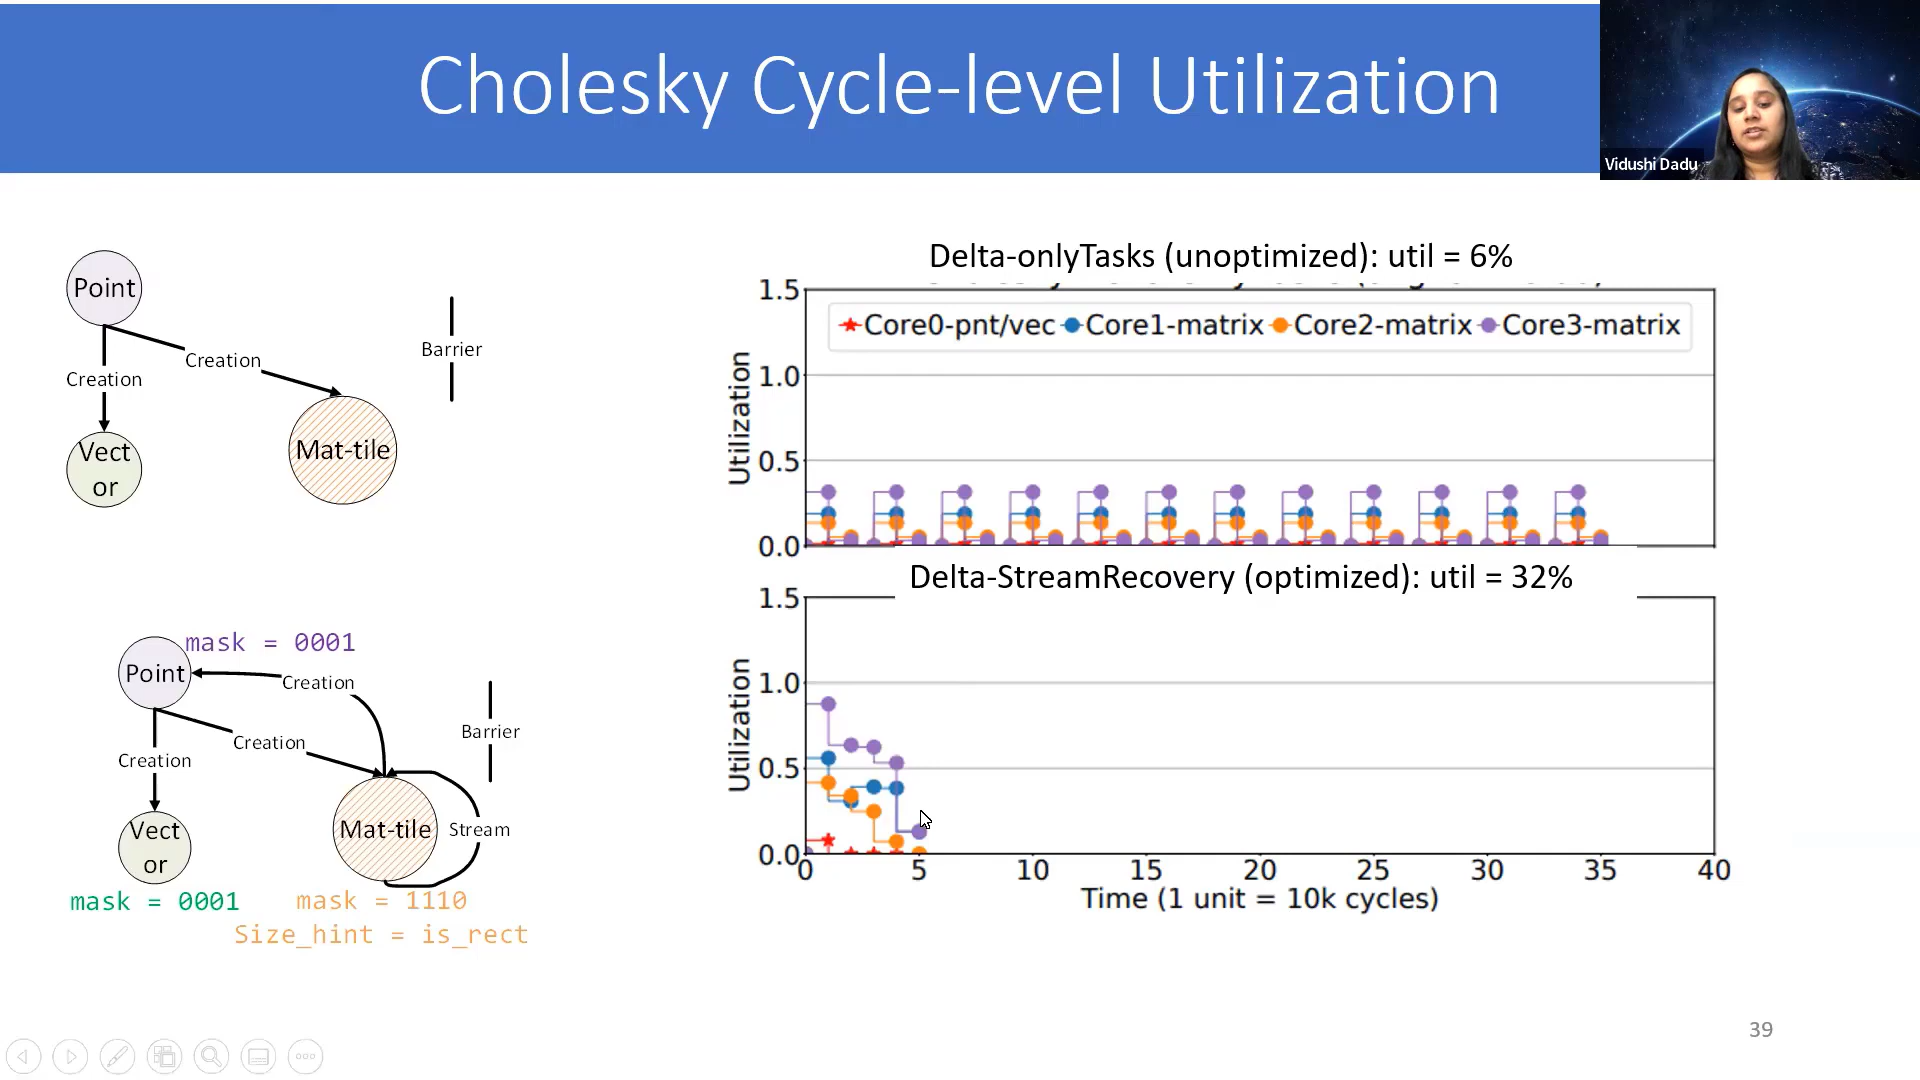 Cholesky Cycle-level Utilization
Vidushi Dadu
Point
Creation
Creation
Vect
or
Mat-tile
Barrier
mask = 0001
Point
Creation
Creation
Creation
Barrier
Vect
or
Mat-tile
Stream
mask = 0001
mask = 1110
Size_hint = is_rect
Delta-onlyTasks (unoptimized): util = 6%
Core0-pnt/vec Core1-matrix Core2-matrix Core3-matrix
Utilization
1.5
1.0
0.5
0.0
Delta-StreamRecovery (optimized): util = 32%
Utilization
1.5
1.0
0.5
0.0
0 5 10 15 20 25 30 35 40
Time (1 unit = 10k cycles)
39